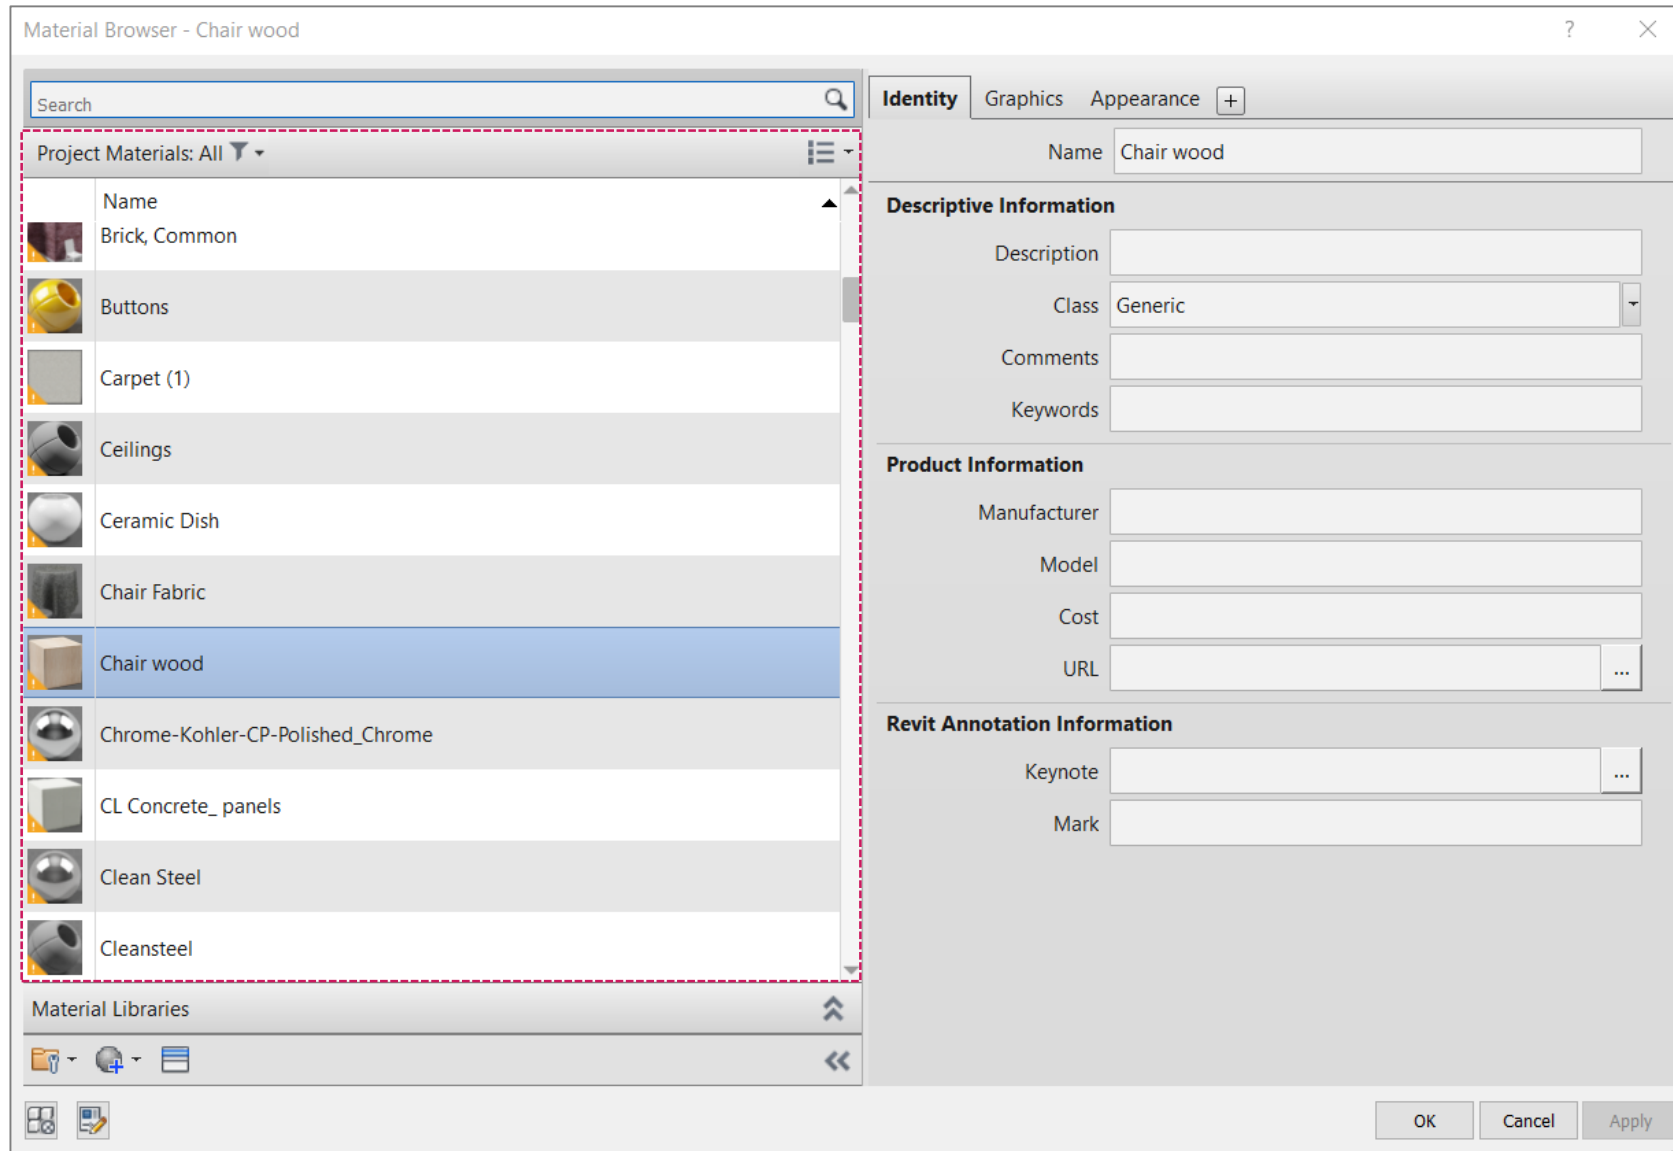 Material Browser - Chair wood
?
Search
Project Materials: All
Name
Brick, Common
Buttons
Carpet (1)
Ceilings
Ceramic Dish
Chair Fabric
Chair wood
Chrome-Kohler-CP-Polished_Chrome
CL Concrete_ panels
Clean Steel
Cleansteel
Material Libraries
Identity Graphics Appearance +
Name Chair wood
Descriptive Information
Description
Class Generic
Comments
Keywords
Product Information
Manufacturer
Model
Cost
URL ...
Revit Annotation Information
Keynote ...
Mark
OK Cancel Apply